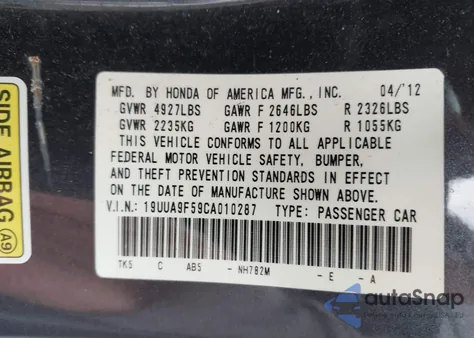 MFD. BY HONDA OF AMERICA MFG., INC. 04/'12
GVWR 4927LBS GAWR F 2646LBS R 2326LBS
GVWR 2235KG GAWR F 1200KG R 1055KG
THIS VEHICLE CONFORMS TO ALL APPLICABLE
FEDERAL MOTOR VEHICLE SAFETY, BUMPER,
AND THEFT PREVENTION STANDARDS IN EFFECT
ON THE DATE OF MANUFACTURE SHOWN ABOVE.
V.I.N.: 19UUA9F59CA010287 TYPE: PASSENGER CAR
TK5 C AB5 - NH782M - E - A
SIDE AIRBAG A9
autoSnap